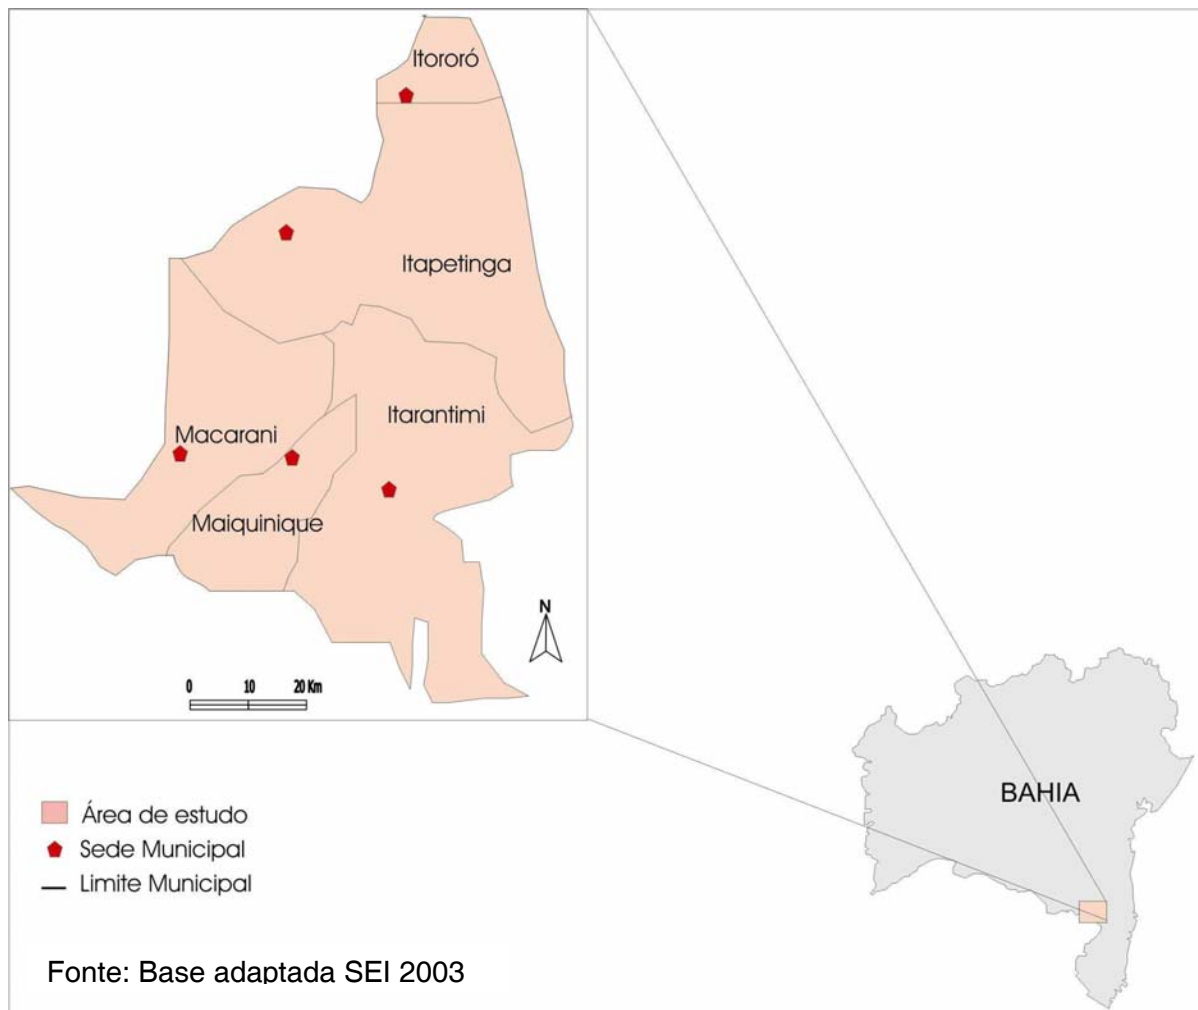 Itororó
Itapetinga
Itarantimi
Macarani
Maiquinique
N
0 10 20 Km
BAHIA
Área de estudo
Sede Municipal
Limite Municipal
Fonte: Base adaptada SEI 2003